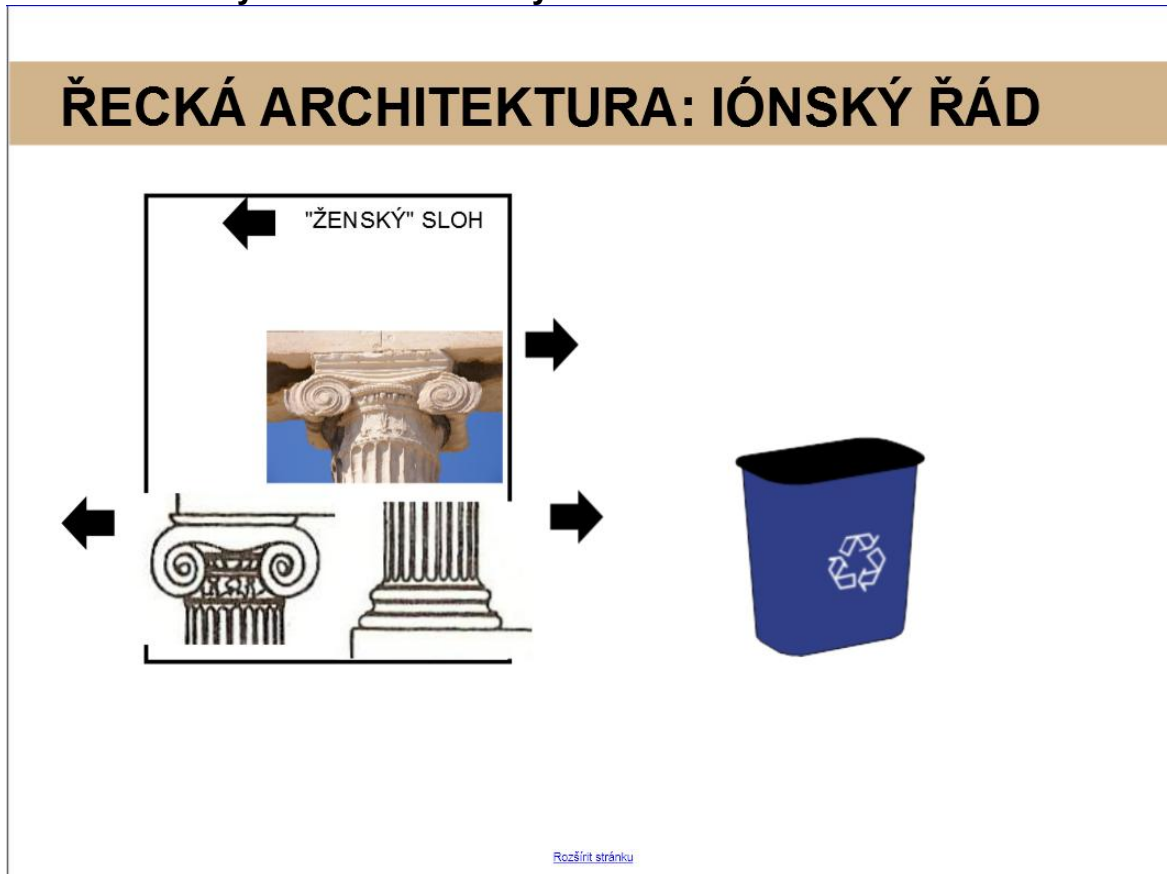 ŘECKÁ ARCHITEKTURA: IÓNSKÝ ŘÁD
"ŽENSKÝ" SLOH
Rozšířit stránku